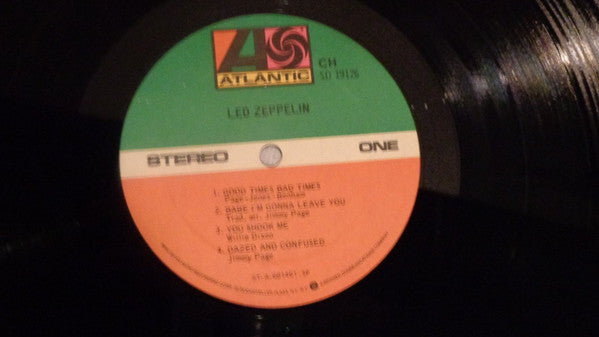 ATLANTIC
CH
SD 19126
LED ZEPPELIN
STEREO
ONE
1. GOOD TIMES BAD TIMES
Page-Jones-Bonham
2. BABE I'M GONNA LEAVE YOU
Trad. arr. Jimmy Page
3. YOU SHOOK ME
Willie Dixon
4. DAZED AND CONFUSED
Jimmy Page